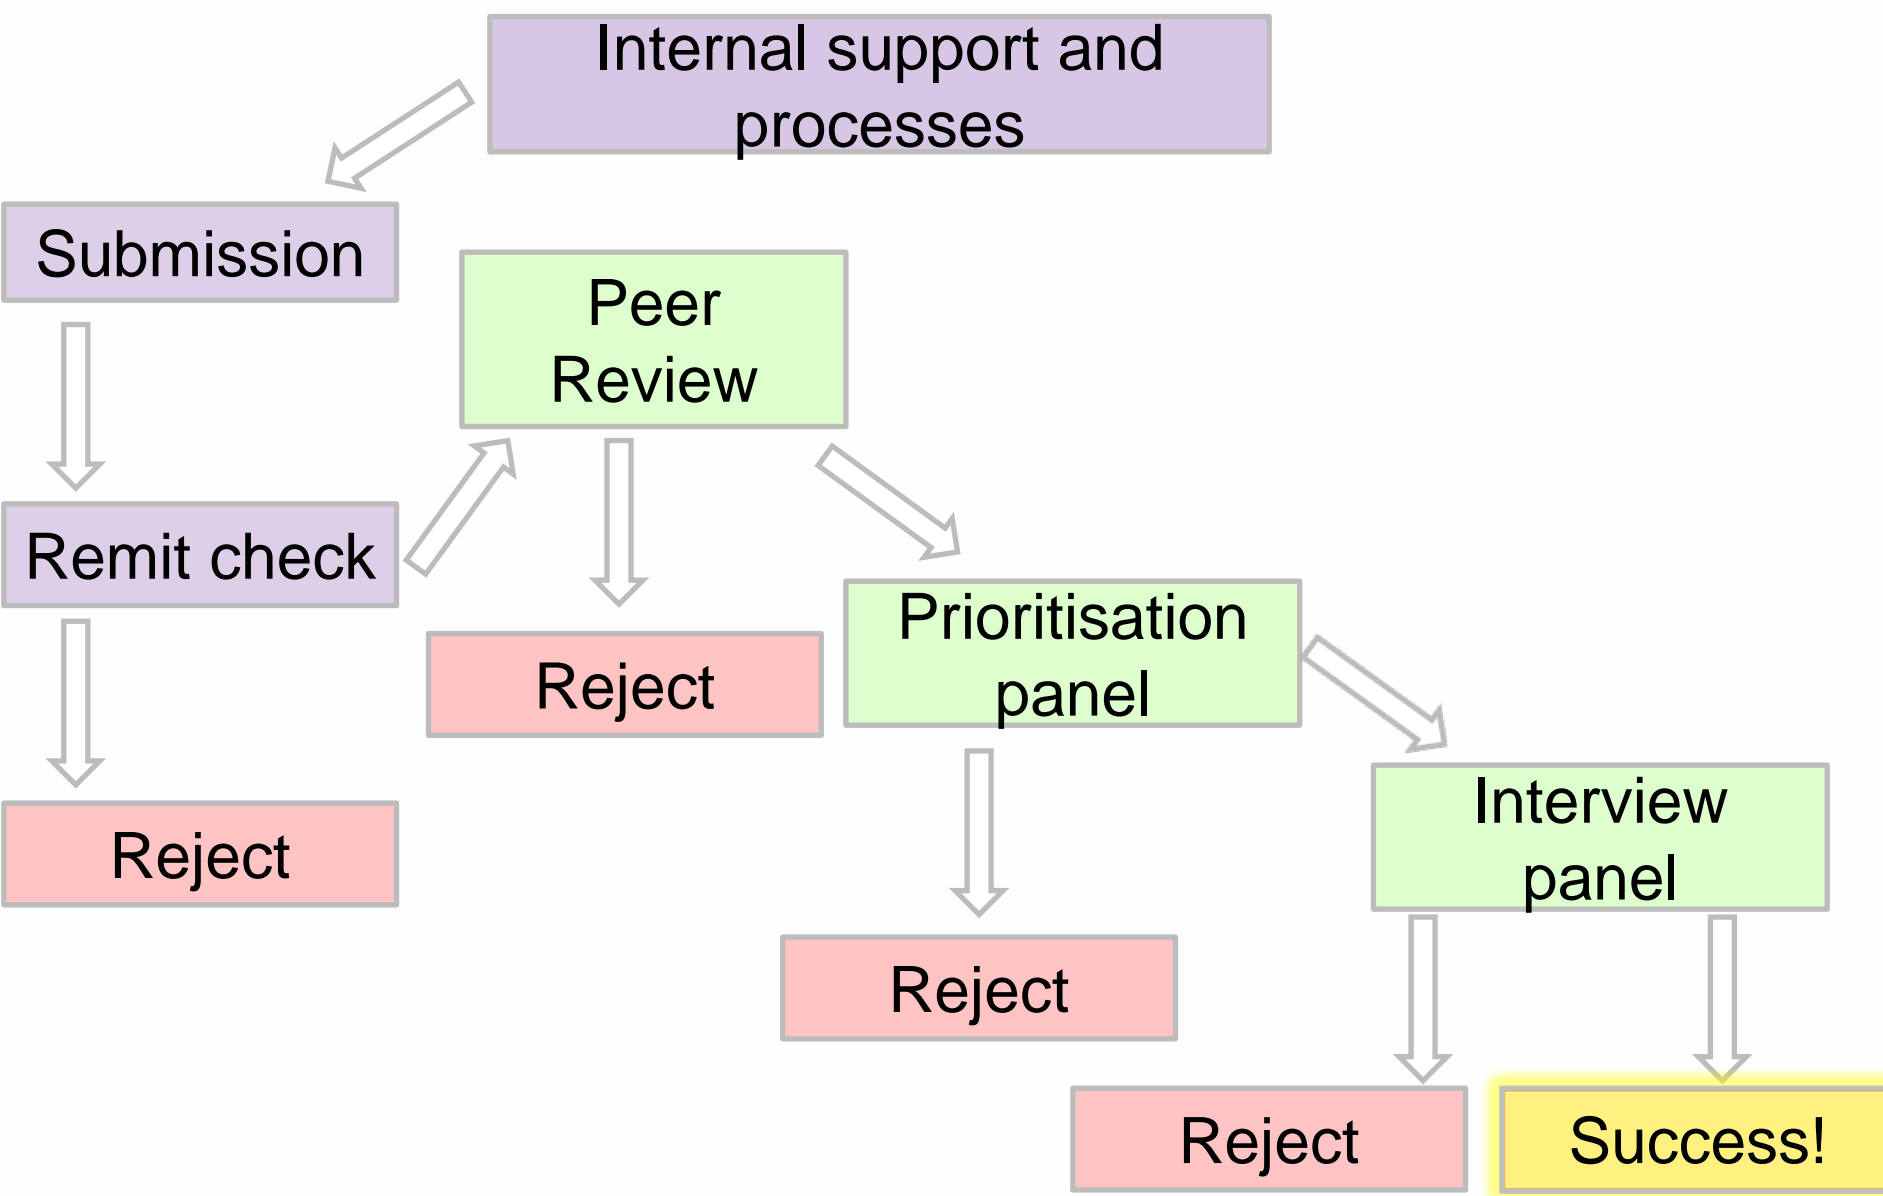 Internal support and
processes
Submission
Peer
Review
Remit check
Prioritisation
panel
Reject
Interview
panel
Reject
Reject
Reject
Success!